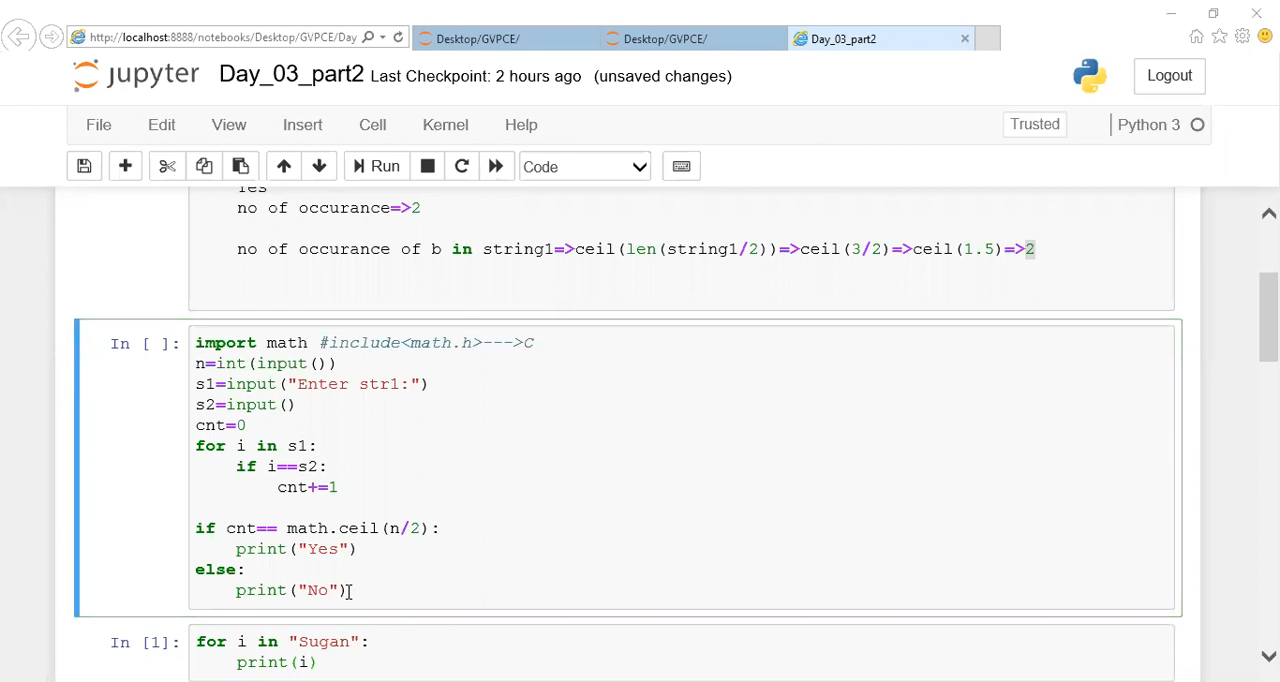 http://localhost:8888/notebooks/Desktop/GVPCE/Day
Desktop/GVPCE/
Desktop/GVPCE/
Day_03_part2
jupyter Day_03_part2 Last Checkpoint: 2 hours ago (unsaved changes)
Logout
File Edit View Insert Cell Kernel Help
Trusted
Python 3
Run
Code
Yes
no of occurance=>2
no of occurance of b in string1=>ceil(len(string1/2))=>ceil(3/2)=>ceil(1.5)=>2
In [ ]:
import math #include<math.h>--->C
n=int(input())
s1=input("Enter str1:")
s2=input()
cnt=0
for i in s1:
    if i==s2:
        cnt+=1
if cnt== math.ceil(n/2):
    print("Yes")
else:
    print("No")
In [1]:
for i in "Sugan":
    print(i)